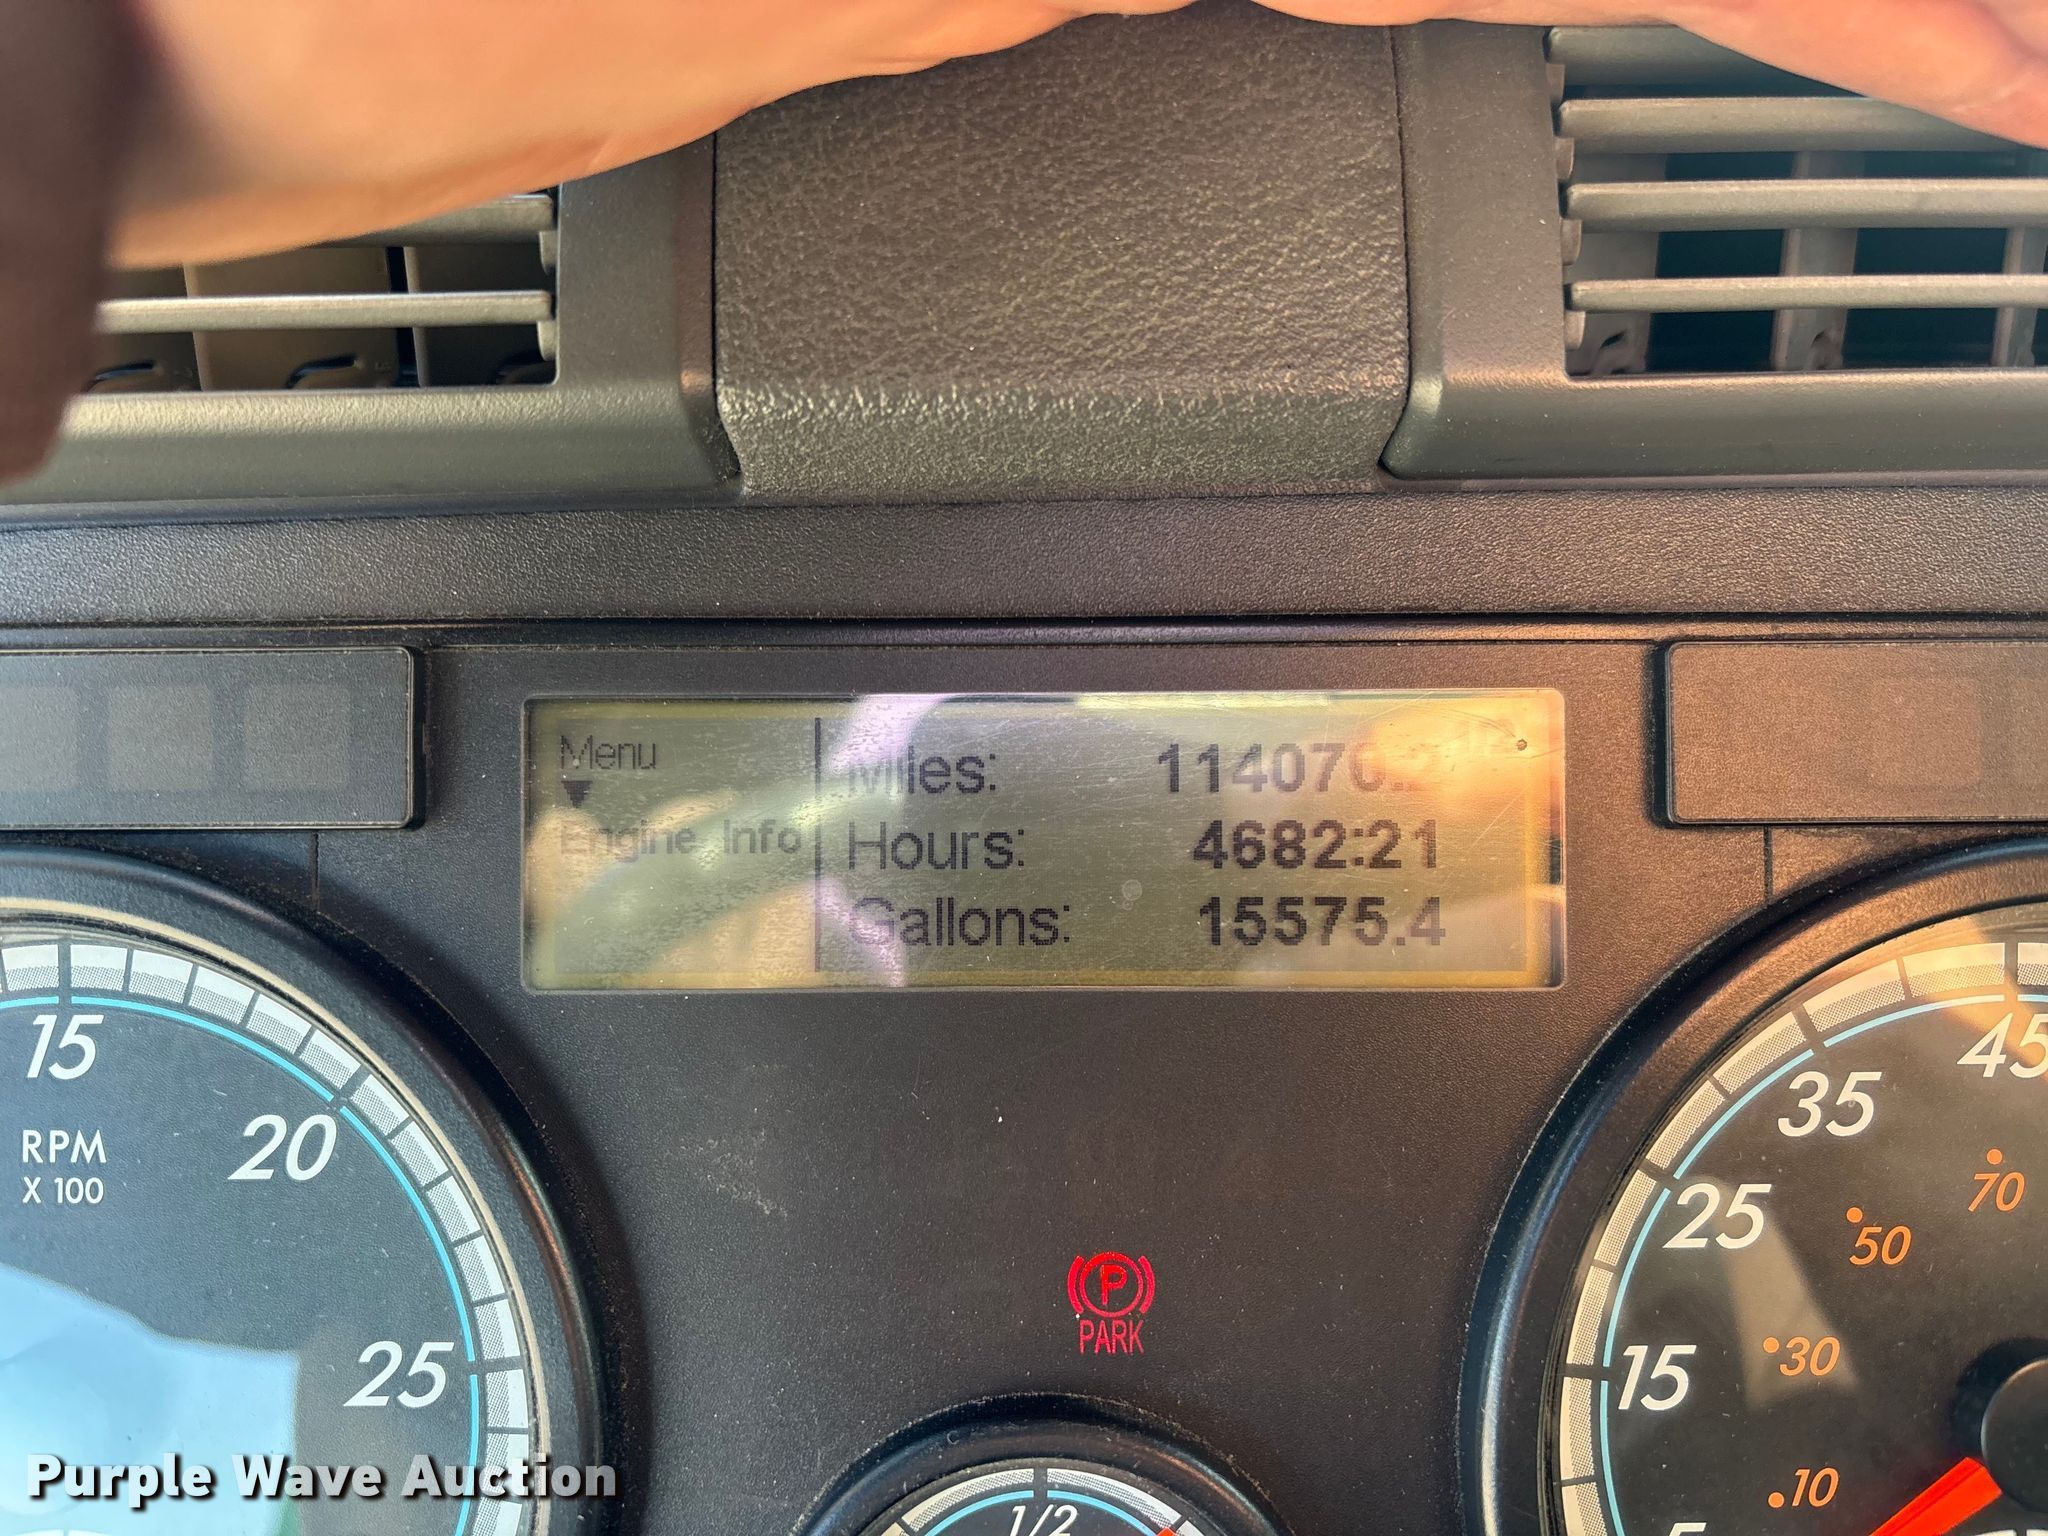 Menu
Engine Info
Miles:
Hours: 4682:21
Gallons: 15575.4
15
20
25
RPM
X 100
PARK
1/2
45
35
25
15
5
70
50
30
10
Purple Wave Auction